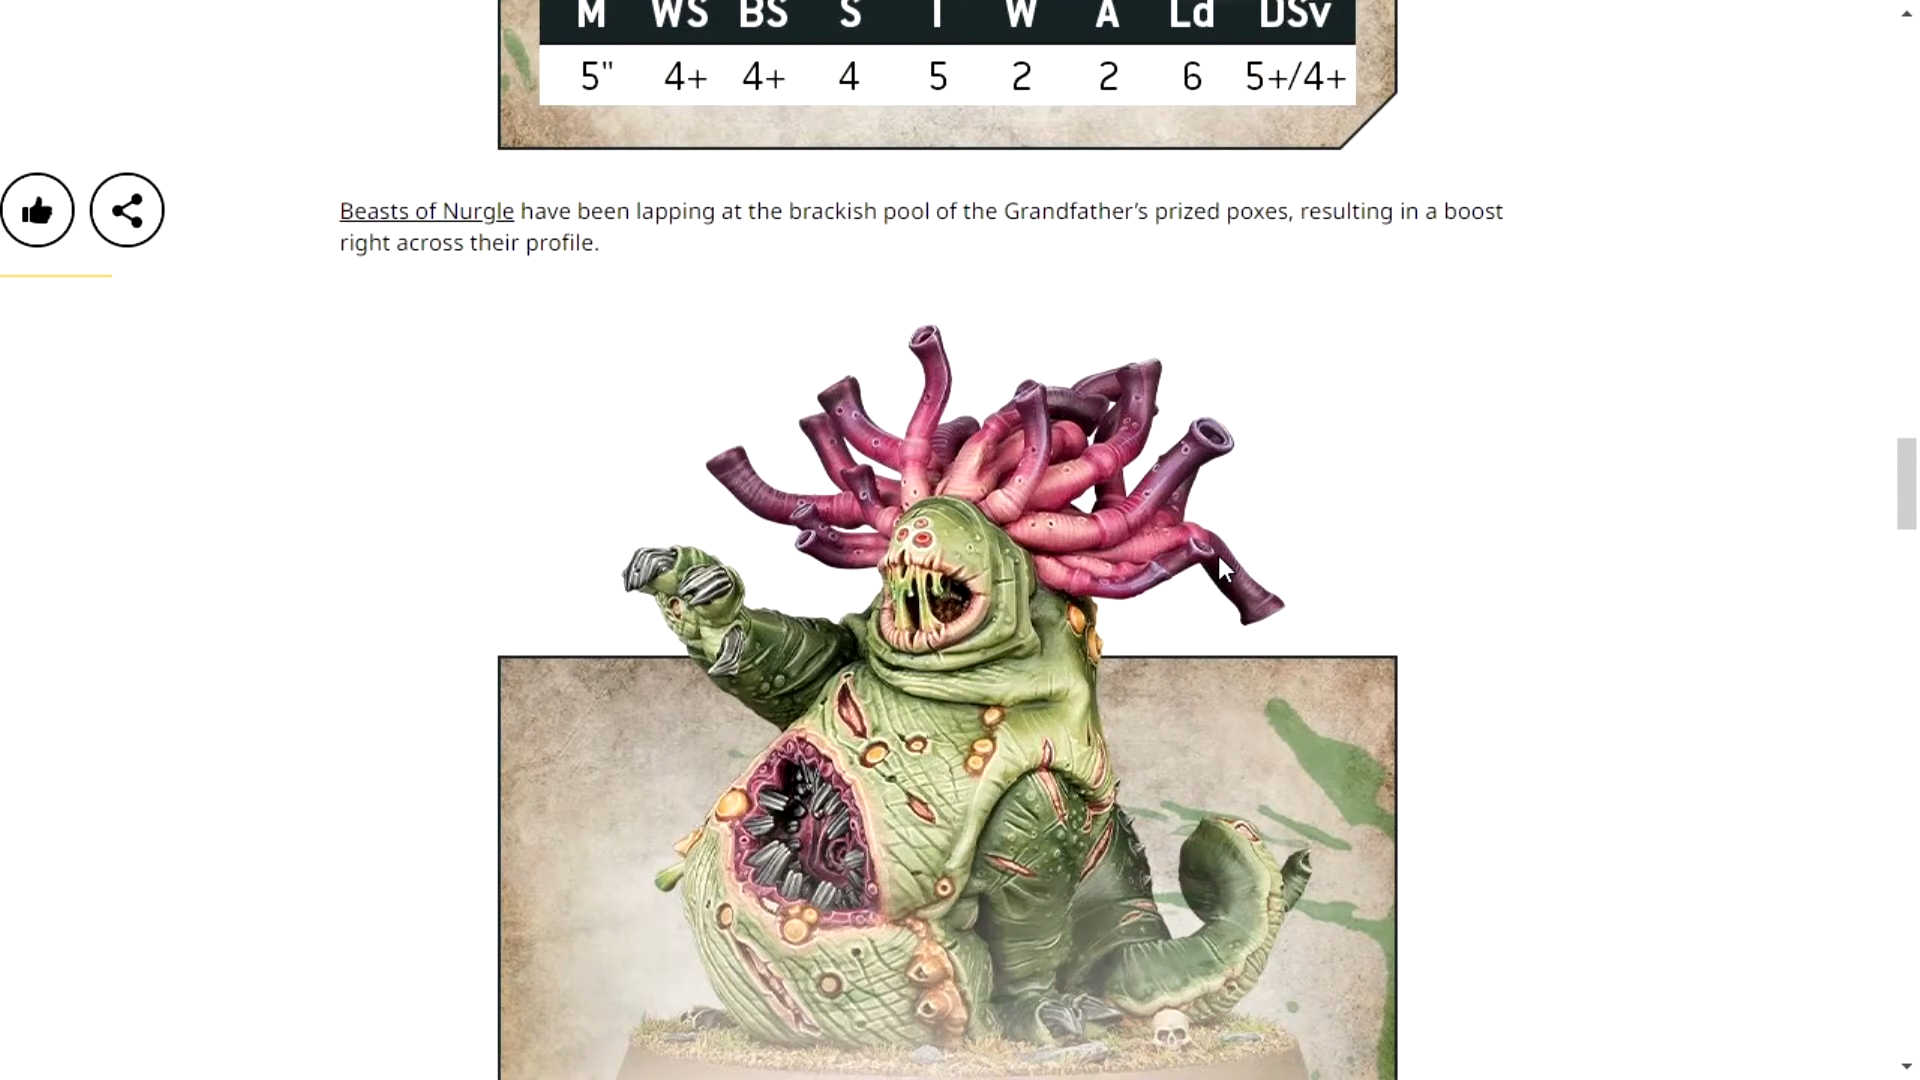 M WS BS S T W A Ld DSv
5" 4+ 4+ 4 5 2 2 6 5+/4+
Beasts of Nurgle have been lapping at the brackish pool of the Grandfather’s prized poxes, resulting in a boost
right across their profile.